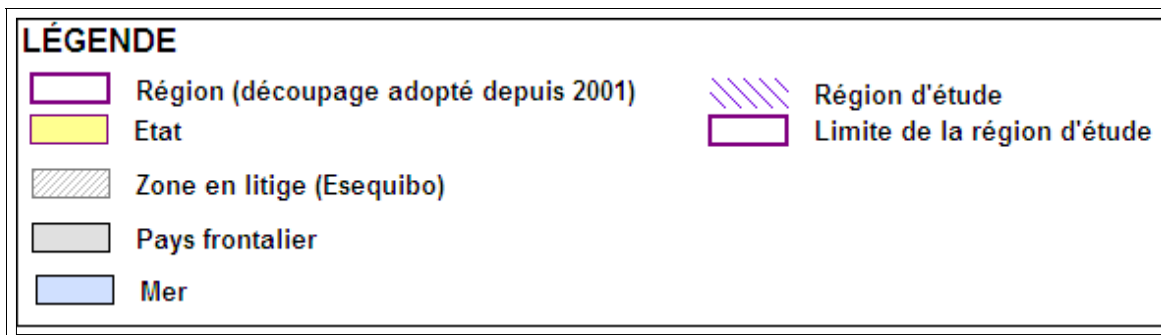 LÉGENDE
Région (découpage adopté depuis 2001)
Etat
Zone en litige (Esequibo)
Pays frontalier
Mer
Région d'étude
Limite de la région d'étude